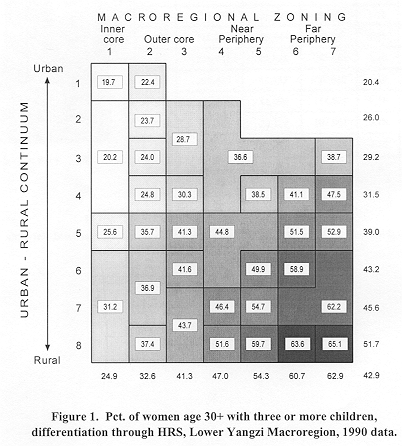 MACROREGIONAL ZONING
Inner core Outer core Near Periphery Far Periphery
1 2 3 4 5 6 7
Urban
1 19.7 22.4 20.4
2 23.7 26.0
28.7
3 20.2 24.0 36.6 38.7 29.2
4 24.8 30.3 38.5 41.1 47.5 31.5
5 25.6 35.7 41.3 44.8 51.5 52.9 39.0
6 41.6 49.9 58.9 43.2
36.9
7 31.2 46.4 54.7 62.2 45.6
43.7
8 37.4 51.6 59.7 63.6 65.1 51.7
Rural
24.9 32.6 41.3 47.0 54.3 60.7 62.9 42.9
URBAN - RURAL CONTINUUM
Figure 1. Pct. of women age 30+ with three or more children,
differentiation through HRS, Lower Yangzi Macroregion, 1990 data.